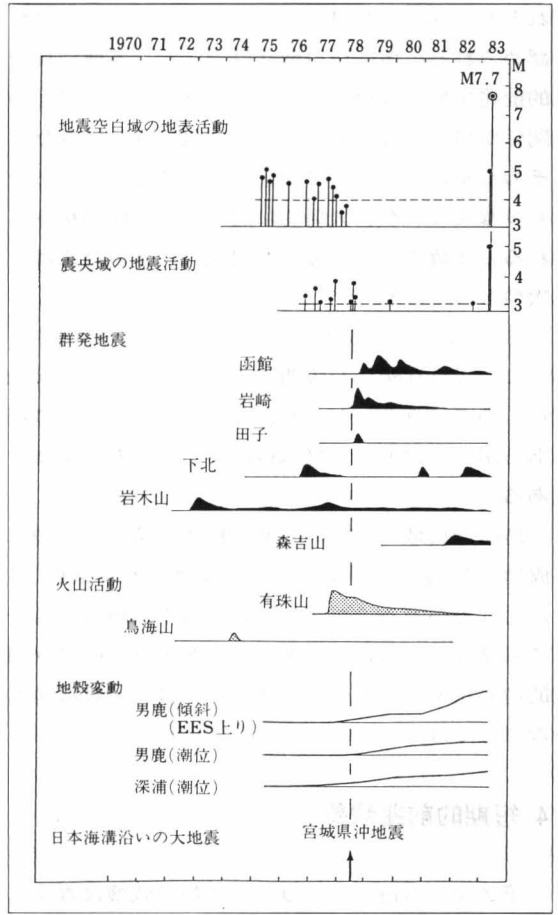 1970 71 72 73 74 75 76 77 78 79 80 81 82 83
M
M7.7
8
7
6
地震空白域の地表活動
5
4
3
5
震央域の地震活動
4
3
群発地震
函館
岩崎
田子
下北
岩木山
森吉山
火山活動
有珠山
鳥海山
地殻変動
男鹿(傾斜)
(EES上り)
男鹿(潮位)
深浦(潮位)
日本海溝沿いの大地震 宮城県沖地震